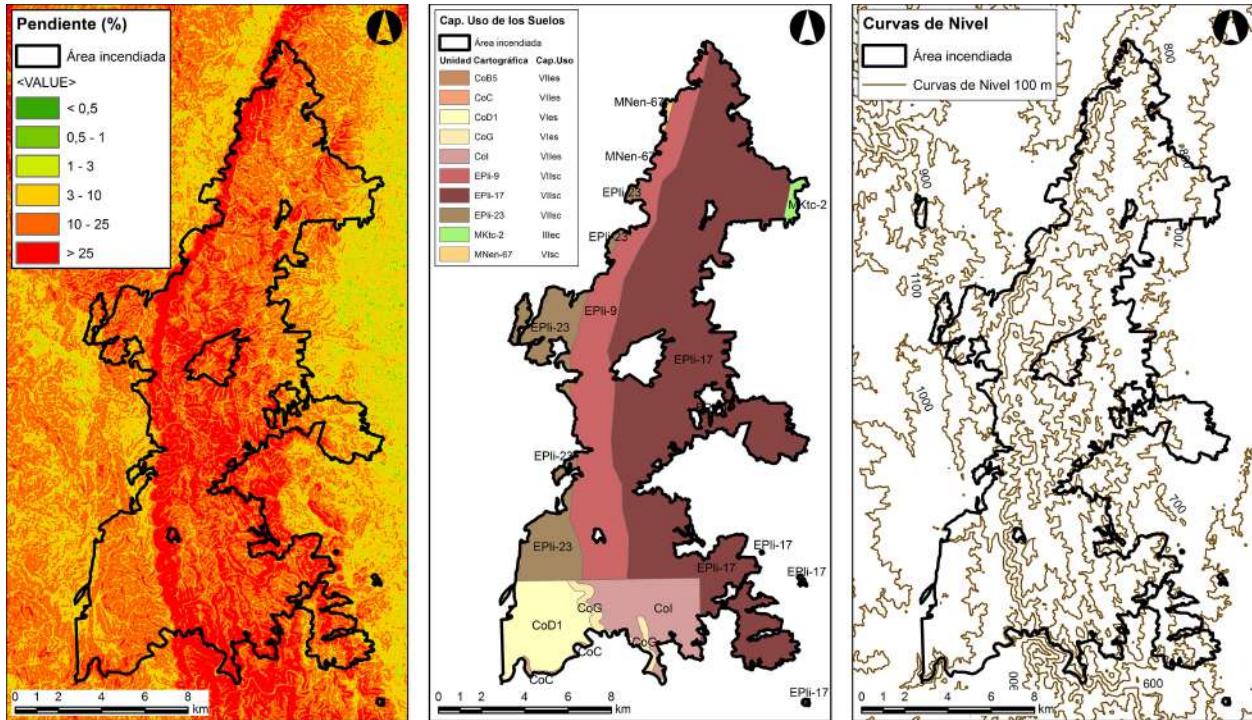 Pendiente (%)
Área incendiada
<VALUE>
< 0,5
0,5 - 1
1 - 3
3 - 10
10 - 25
> 25
0 1 2 4 6 8
km
Cap. Uso de los Suelos
Área incendiada
Unidad Cartográfica Cap.Uso
CoB5 VIIes
CoC VIIes
CoD1 VIes
CoG VIes
CoI VIIes
EPli-9 VIIsc
EPli-17 VIIsc
EPli-23 VIIsc
MKtc-2 IIIec
MNen-67 VIsc
MNen-67
MNen-67
EPli-23
MKtc-2
EPli-23
EPli-9
EPli-23
EPli-17
EPli-23
EPli-23
EPli-17
EPli-17
EPli-17
CoG
CoI
CoD1
CoG
CoC
CoC
EPli-17
0 1 2 4 6 8
km
Curvas de Nivel
Área incendiada
Curvas de Nivel 100 m
800
800
900
700
1100
1000
700
900
600
0 1 2 4 6 8
km